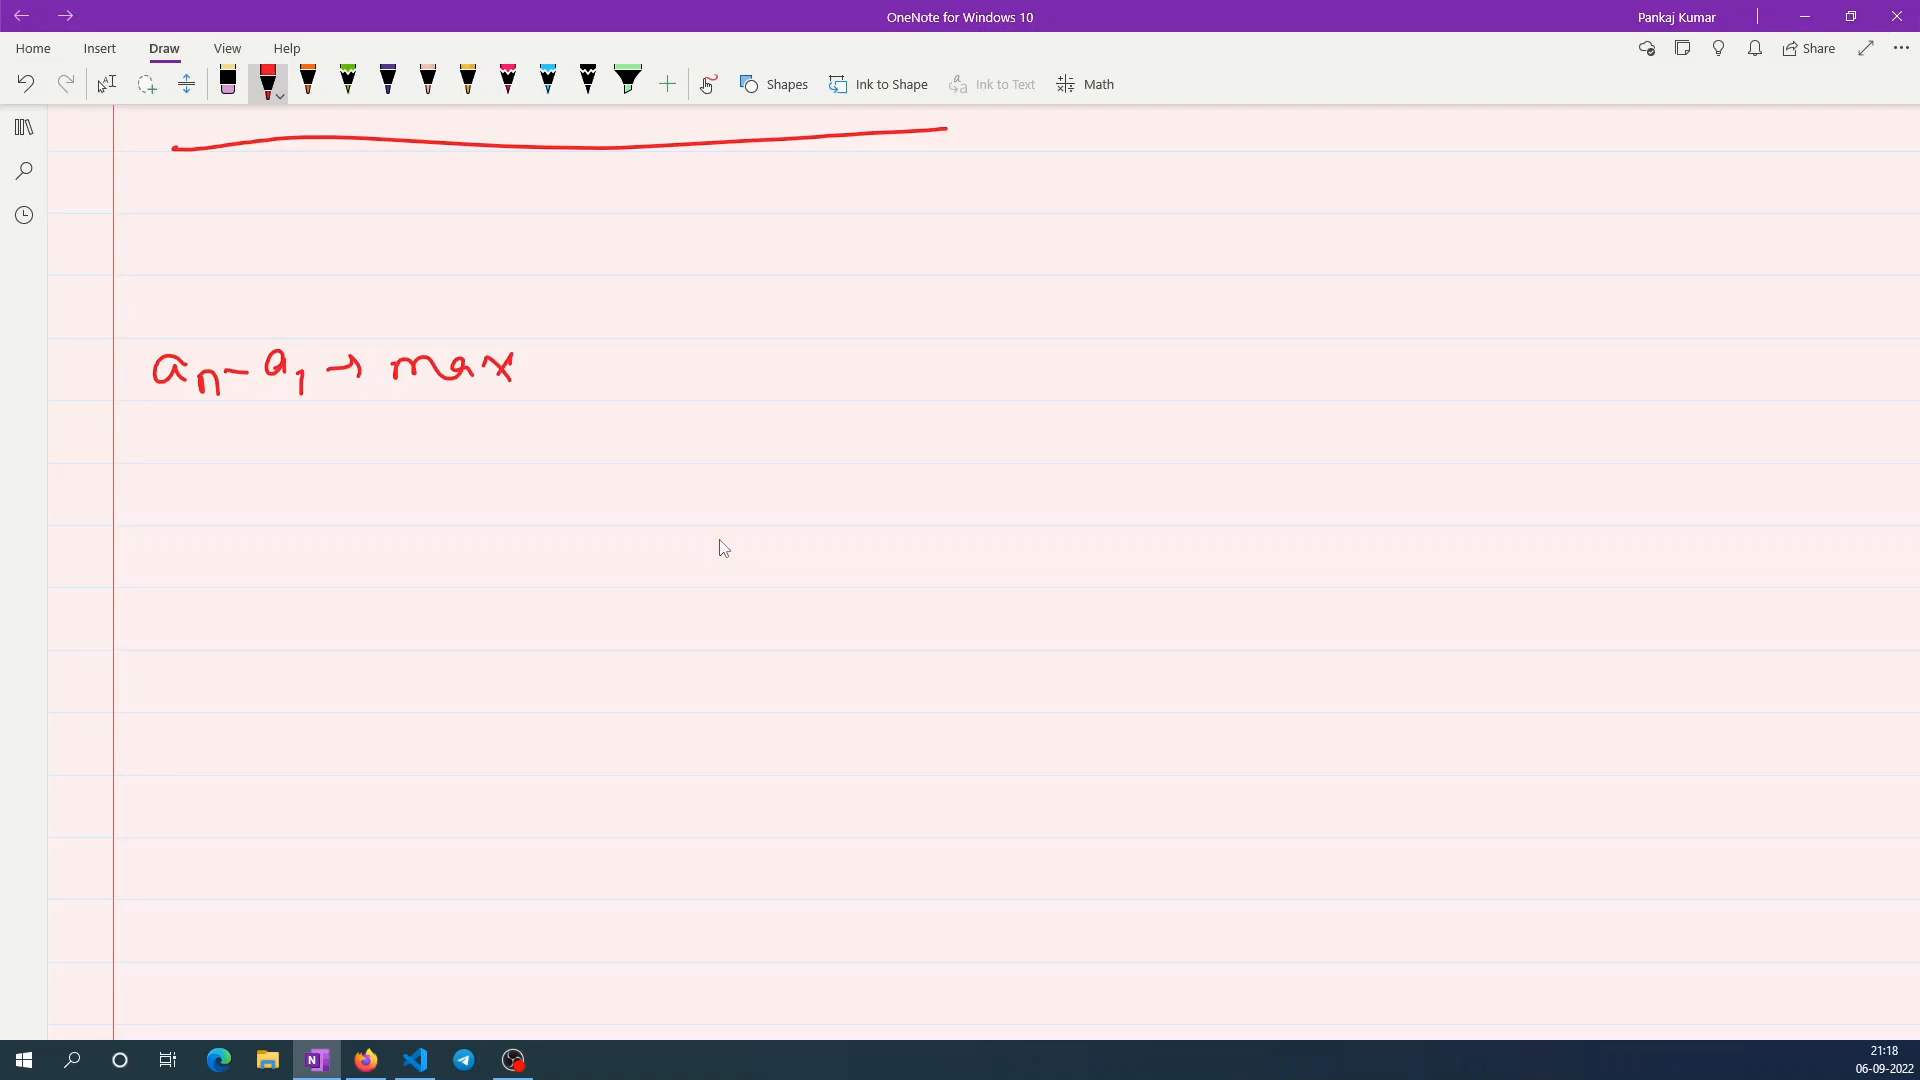 OneNote for Windows 10
Pankaj Kumar
Home Insert Draw View Help
Share
Shapes Ink to Shape Ink to Text Math
aₙ - a₁ → max
21:18
06-09-2022